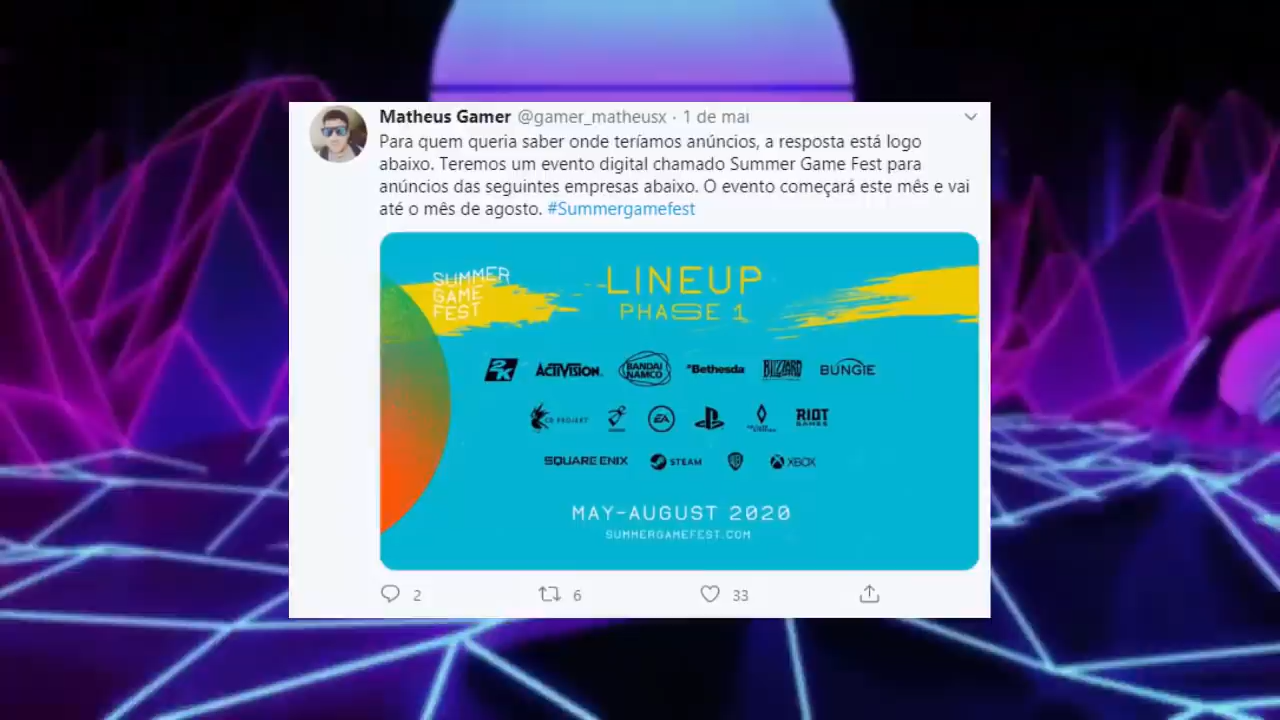 Matheus Gamer @gamer_matheusx · 1 de mai
Para quem queria saber onde teríamos anúncios, a resposta está logo
abaixo. Teremos um evento digital chamado Summer Game Fest para
anúncios das seguintes empresas abaixo. O evento começará este mês e vai
até o mês de agosto. #Summergamefest
SUMMER
GAME
FEST
LINEUP
PHASE 1
2K ACTIVISION BANDAI NAMCO Bethesda BLIZZARD BUNGIE
CD PROJEKT EA RIOT GAMES
SQUARE ENIX STEAM WB XBOX
MAY-AUGUST 2020
SUMMERGAMEFEST.COM
2 6 33